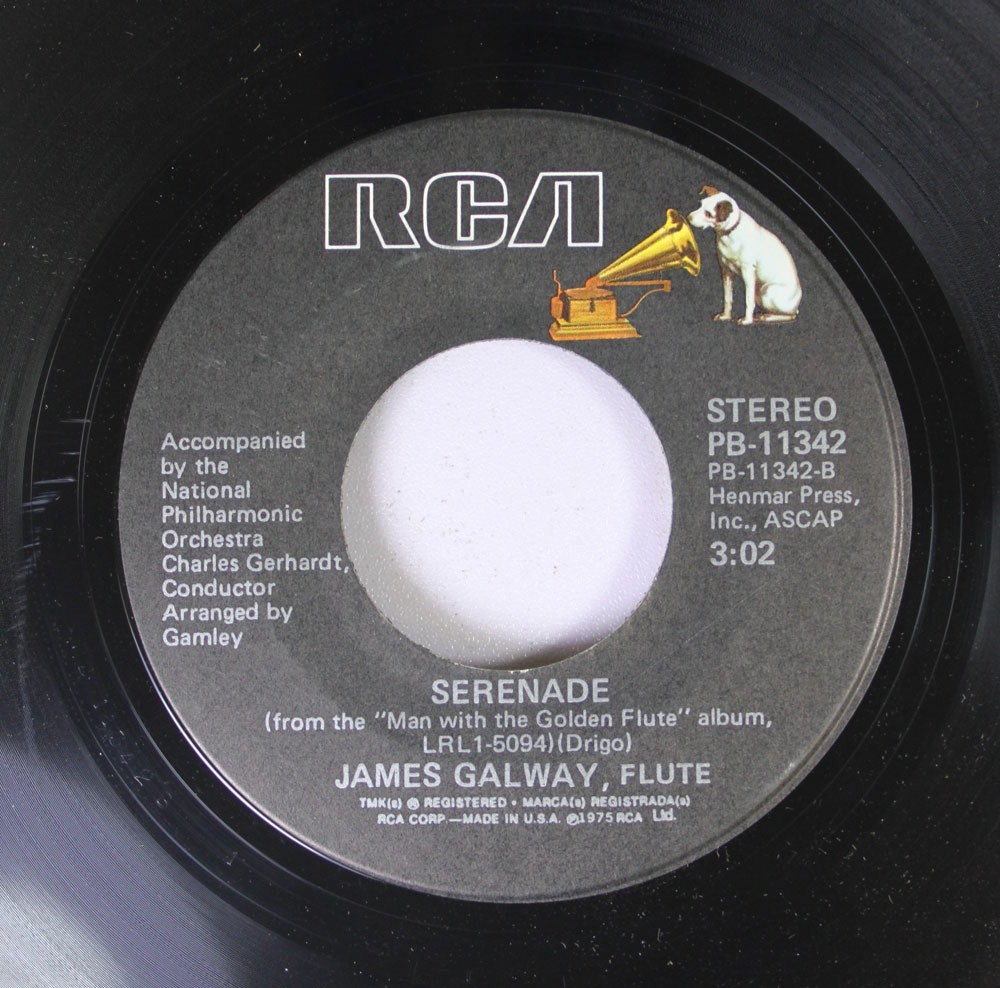 RCA
STEREO
PB-11342
PB-11342-B
Henmar Press,
Inc., ASCAP
3:02
Accompanied
by the
National
Philharmonic
Orchestra
Charles Gerhardt,
Conductor
Arranged by
Gamley
SERENADE
(from the "Man with the Golden Flute" album,
LRL1-5094)(Drigo)
JAMES GALWAY, FLUTE
TMK(s) ® REGISTERED • MARCA(s) REGISTRADA(s)
RCA CORP.—MADE IN U.S.A. ℗1975 RCA Ltd.